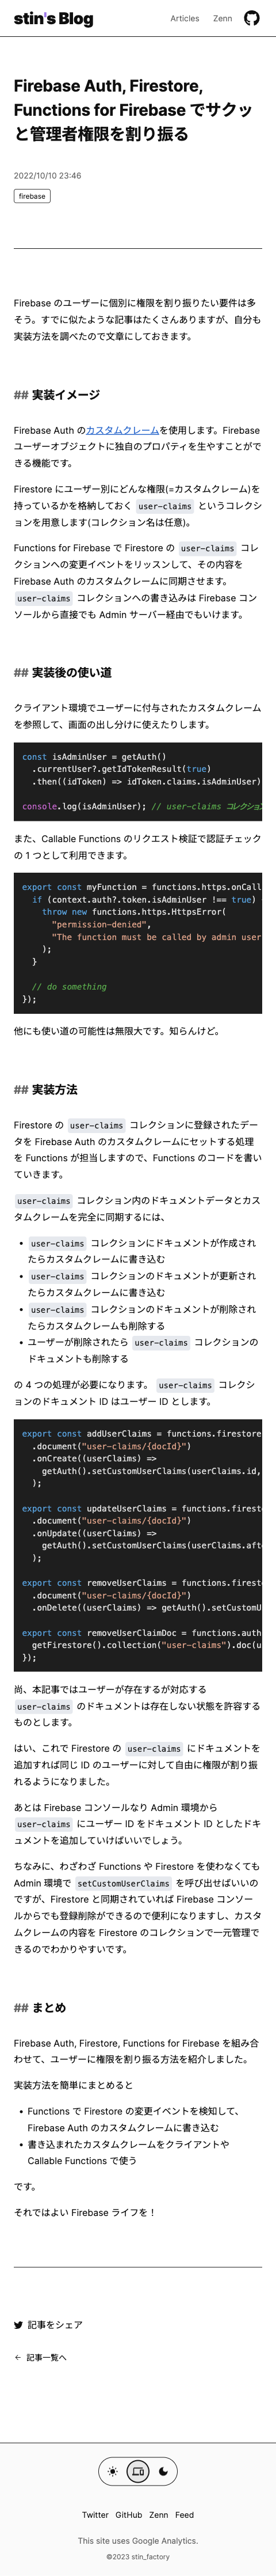 stin's Blog
Articles
Zenn
Firebase Auth, Firestore,
Functions for Firebase でサクッ
と管理者権限を割り振る
2022/10/10 23:46
firebase
Firebase のユーザーに個別に権限を割り振りたい要件は多
そう。すでに似たような記事はたくさんありますが、自分も
実装方法を調べたので文章にしておきます。
## 実装イメージ
Firebase Auth のカスタムクレームを使用します。Firebase
ユーザーオブジェクトに独自のプロパティを生やすことがで
きる機能です。
Firestore にユーザー別にどんな権限(=カスタムクレーム)を
持っているかを格納しておく user-claims というコレクシ
ョンを用意します(コレクション名は任意)。
Functions for Firebase で Firestore の user-claims コレ
クションへの変更イベントをリッスンして、その内容を
Firebase Auth のカスタムクレームに同期させます。
user-claims コレクションへの書き込みは Firebase コン
ソールから直接でも Admin サーバー経由でもいけます。
## 実装後の使い道
クライアント環境でユーザーに付与されたカスタムクレーム
を参照して、画面の出し分けに使えたりします。
const isAdminUser = getAuth()
.currentUser?.getIdTokenResult(true)
.then((idToken) => idToken.claims.isAdminUser)
console.log(isAdminUser); // user-claims コレクション
また、Callable Functions のリクエスト検証で認証チェック
の 1 つとして利用できます。
export const myFunction = functions.https.onCall
if (context.auth?.token.isAdminUser !== true) {
throw new functions.https.HttpsError(
"permission-denied",
"The function must be called by admin user
);
}
// do something
});
他にも使い道の可能性は無限大です。知らんけど。
## 実装方法
Firestore の user-claims コレクションに登録されたデー
タを Firebase Auth のカスタムクレームにセットする処理
を Functions が担当しますので、Functions のコードを書い
ていきます。
user-claims コレクション内のドキュメントデータとカス
タムクレームを完全に同期するには、
• user-claims コレクションにドキュメントが作成され
たらカスタムクレームに書き込む
• user-claims コレクションのドキュメントが更新され
たらカスタムクレームに書き込む
• user-claims コレクションのドキュメントが削除され
たらカスタムクレームも削除する
• ユーザーが削除されたら user-claims コレクションの
ドキュメントも削除する
の 4 つの処理が必要になります。 user-claims コレクシ
ョンのドキュメント ID はユーザー ID とします。
export const addUserClaims = functions.firestore
.document("user-claims/{docId}")
.onCreate((userClaims) =>
getAuth().setCustomUserClaims(userClaims.id,
);
export const updateUserClaims = functions.firest
.document("user-claims/{docId}")
.onUpdate((userClaims) =>
getAuth().setCustomUserClaims(userClaims.aft
);
export const removeUserClaims = functions.firest
.document("user-claims/{docId}")
.onDelete((userClaims) => getAuth().setCustomU
export const removeUserClaimDoc = functions.auth
getFirestore().collection("user-claims").doc(u
});
尚、本記事ではユーザーが存在するが対応する
user-claims のドキュメントは存在しない状態を許容する
ものとします。
はい、これで Firestore の user-claims にドキュメントを
追加すれば同じ ID のユーザーに対して自由に権限が割り振
れるようになりました。
あとは Firebase コンソールなり Admin 環境から
user-claims にユーザー ID をドキュメント ID としたドキ
ュメントを追加していけばいいでしょう。
ちなみに、わざわざ Functions や Firestore を使わなくても
Admin 環境で setCustomUserClaims を呼び出せばいいの
ですが、Firestore と同期されていれば Firebase コンソー
ルからでも登録削除ができるので便利になりますし、カスタ
ムクレームの内容を Firestore のコレクションで一元管理で
きるのでわかりやすいです。
## まとめ
Firebase Auth, Firestore, Functions for Firebase を組み合
わせて、ユーザーに権限を割り振る方法を紹介しました。
実装方法を簡単にまとめると
• Functions で Firestore の変更イベントを検知して、
Firebase Auth のカスタムクレームに書き込む
• 書き込まれたカスタムクレームをクライアントや
Callable Functions で使う
です。
それではよい Firebase ライフを！
記事をシェア
← 記事一覧へ
Twitter GitHub Zenn Feed
This site uses Google Analytics.
©2023 stin_factory